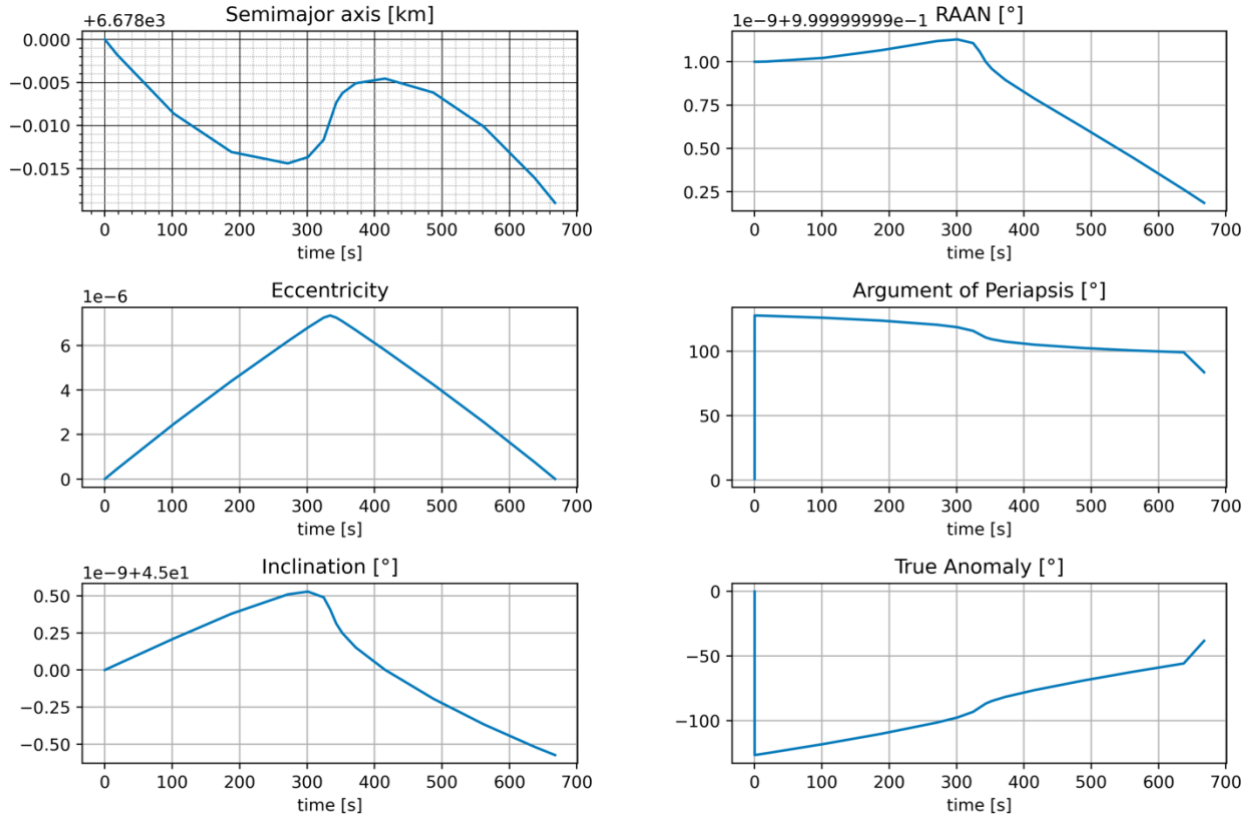 Semimajor axis [km]
+6.678e3
0.000
−0.005
−0.010
−0.015
0 100 200 300 400 500 600 700
time [s]
RAAN [°]
1e−9+9.99999999e−1
1.00
0.75
0.50
0.25
0 100 200 300 400 500 600 700
time [s]
Eccentricity
1e−6
6
4
2
0
0 100 200 300 400 500 600 700
time [s]
Argument of Periapsis [°]
100
50
0
0 100 200 300 400 500 600 700
time [s]
Inclination [°]
1e−9+4.5e1
0.50
0.25
0.00
−0.25
−0.50
0 100 200 300 400 500 600 700
time [s]
True Anomaly [°]
0
−50
−100
0 100 200 300 400 500 600 700
time [s]